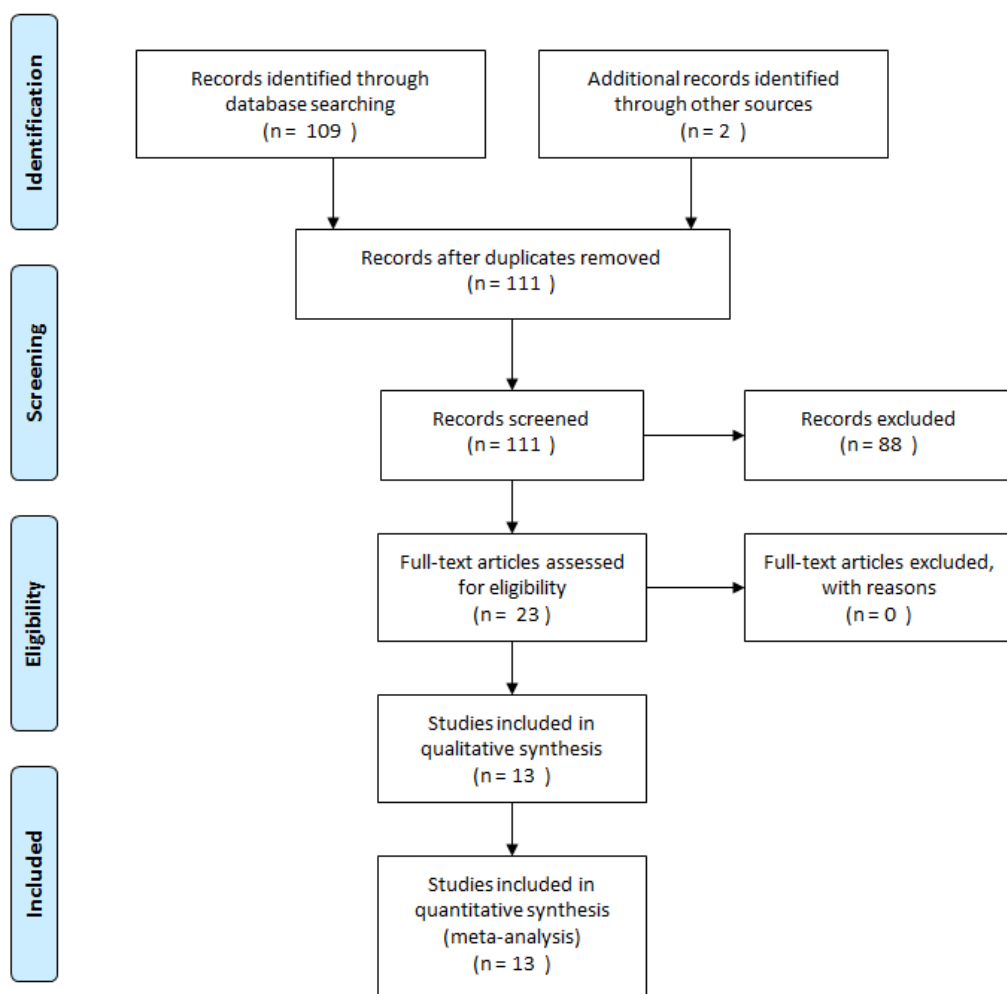 Identification
Records identified through
database searching
(n = 109 )
Additional records identified
through other sources
(n = 2 )
Records after duplicates removed
(n = 111 )
Screening
Records screened
(n = 111 )
Records excluded
(n = 88 )
Eligibility
Full-text articles assessed
for eligibility
(n = 23 )
Full-text articles excluded,
with reasons
(n = 0 )
Studies included in
qualitative synthesis
(n = 13 )
Included
Studies included in
quantitative synthesis
(meta-analysis)
(n = 13 )